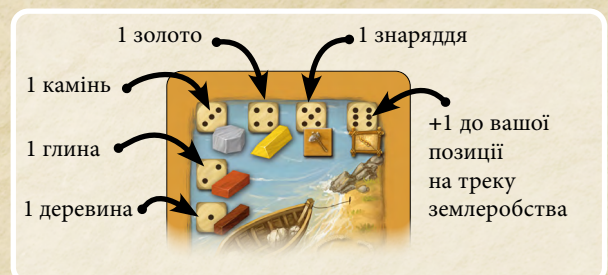 1 золото
1 знаряддя
1 камінь
+1 до вашої
позиції
на треку
землеробства
1 глина
1 деревина